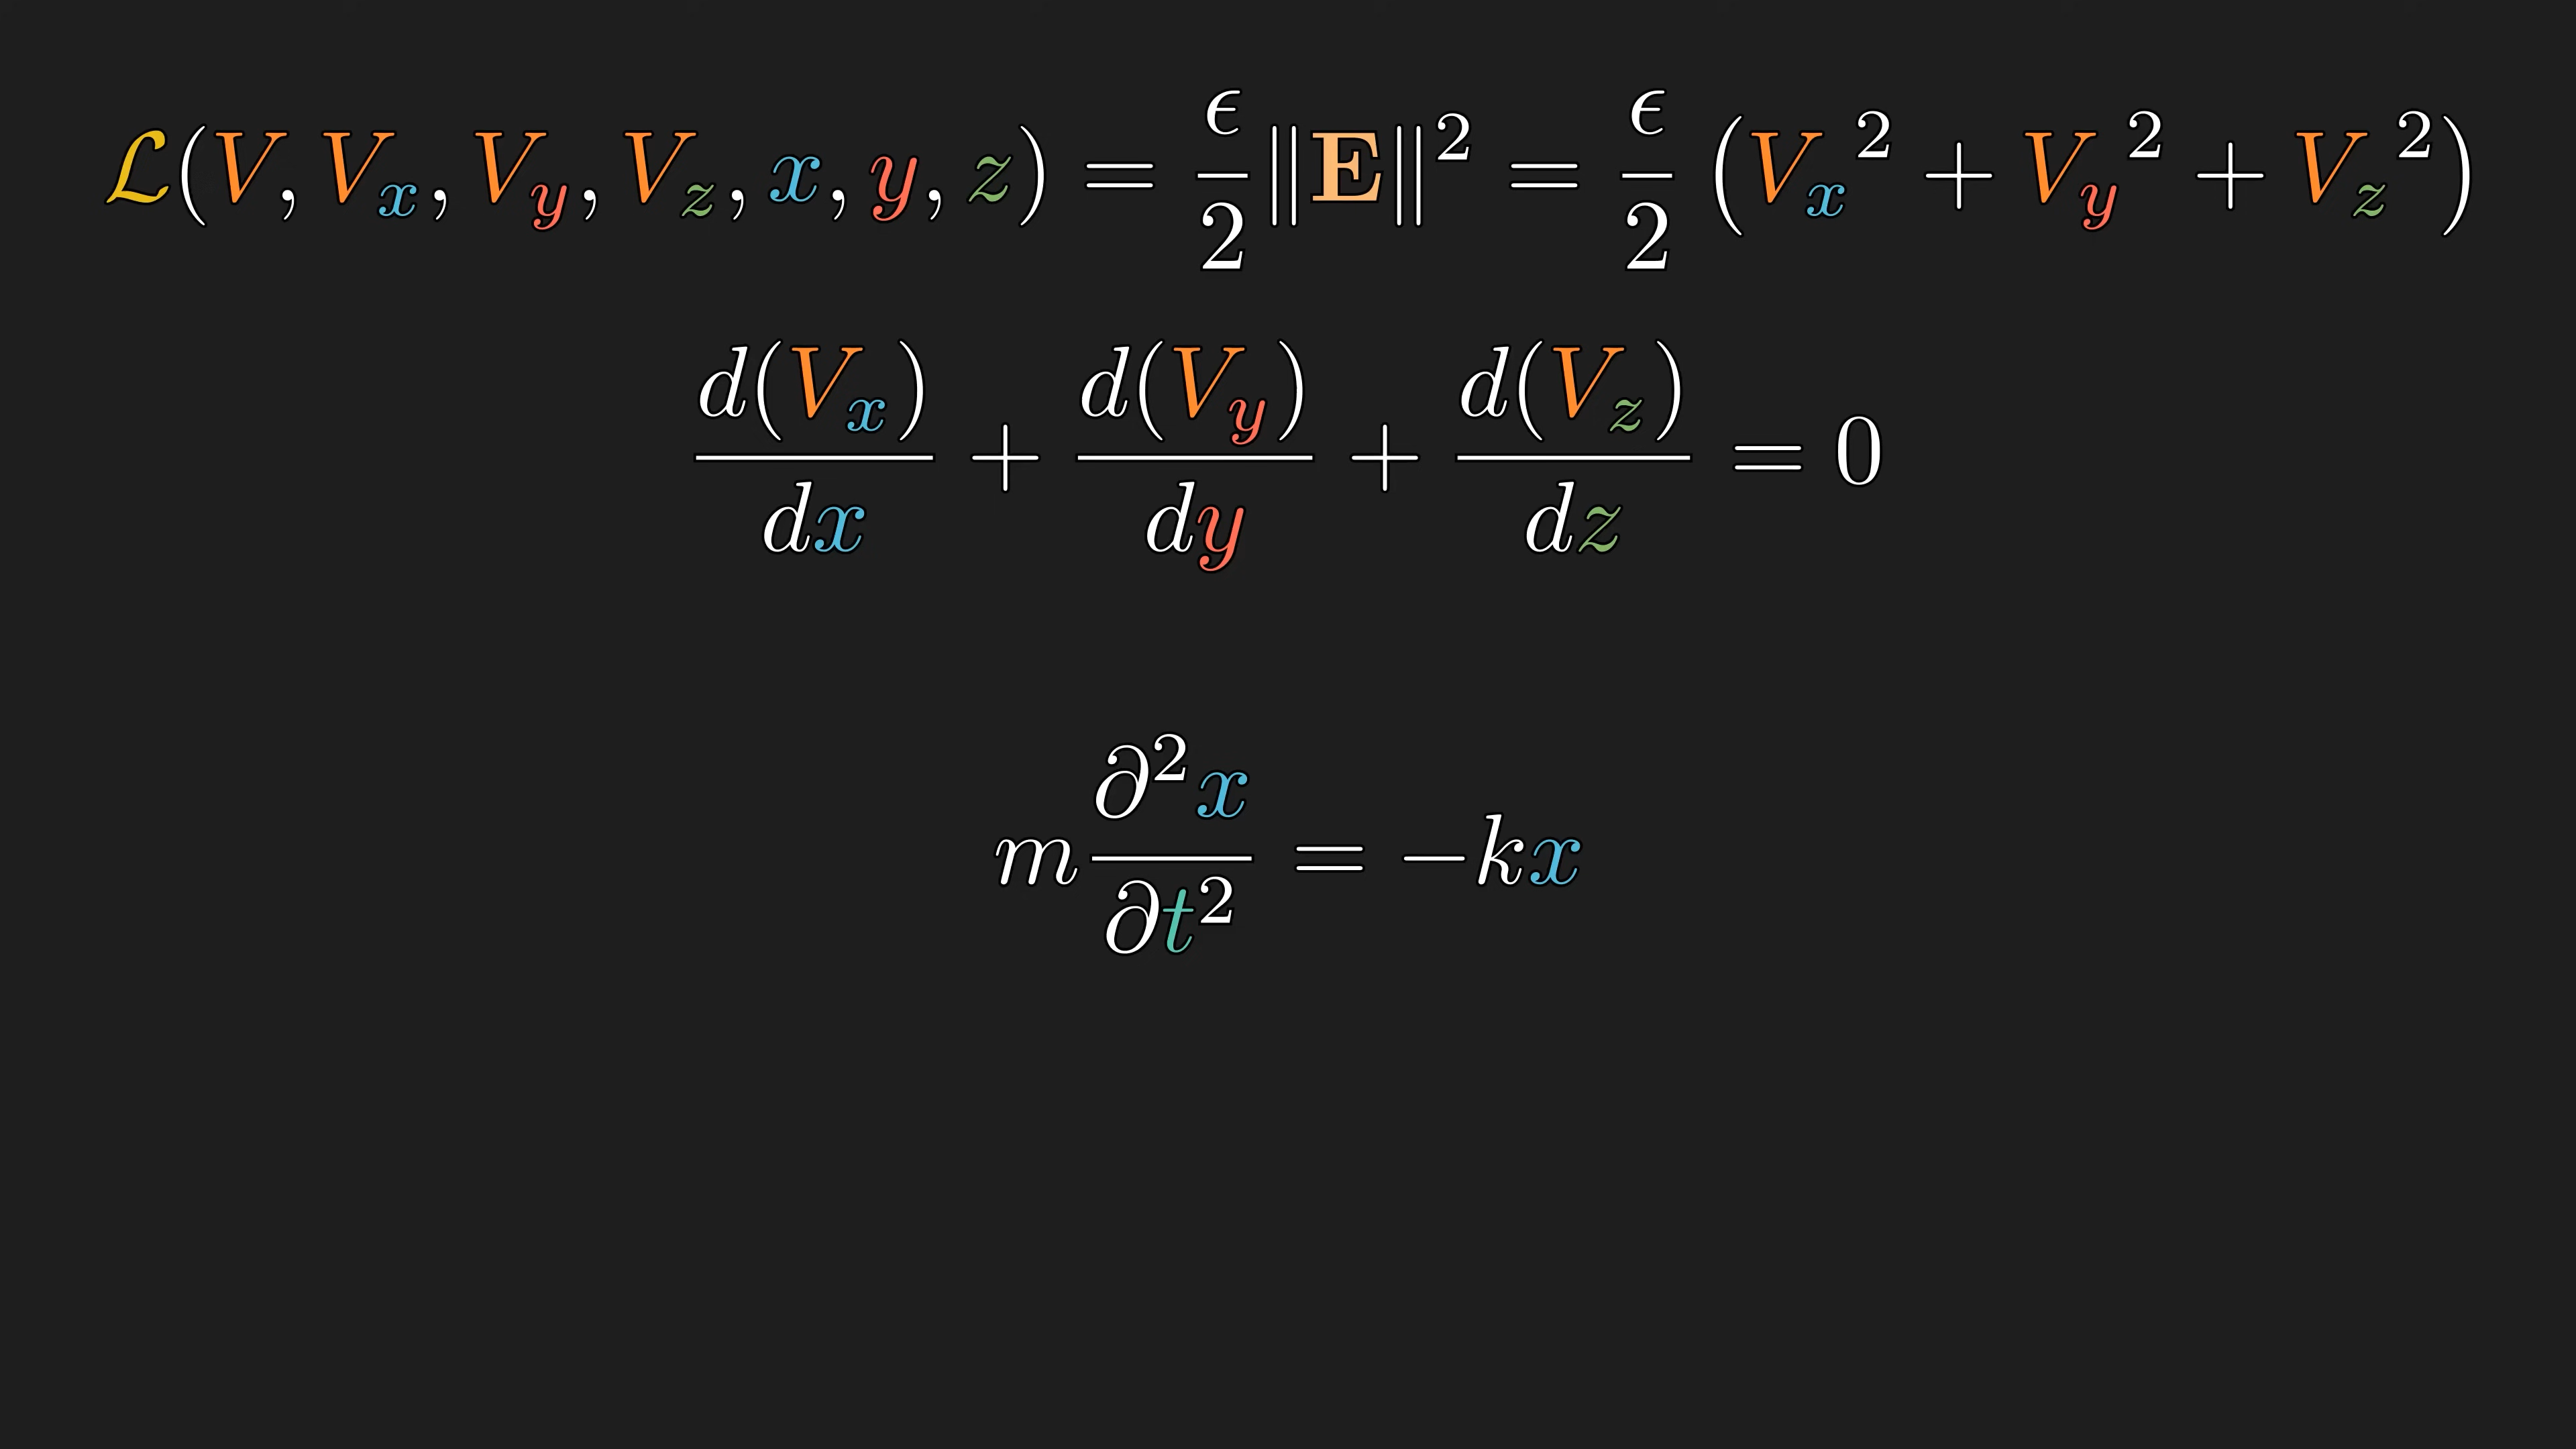 ℒ(V, V_x, V_y, V_z, x, y, z) = ϵ/2 ‖𝐄‖² = ϵ/2 (V_x² + V_y² + V_z²)
d(V_x)/dx + d(V_y)/dy + d(V_z)/dz = 0
m ∂²x/∂t² = −kx